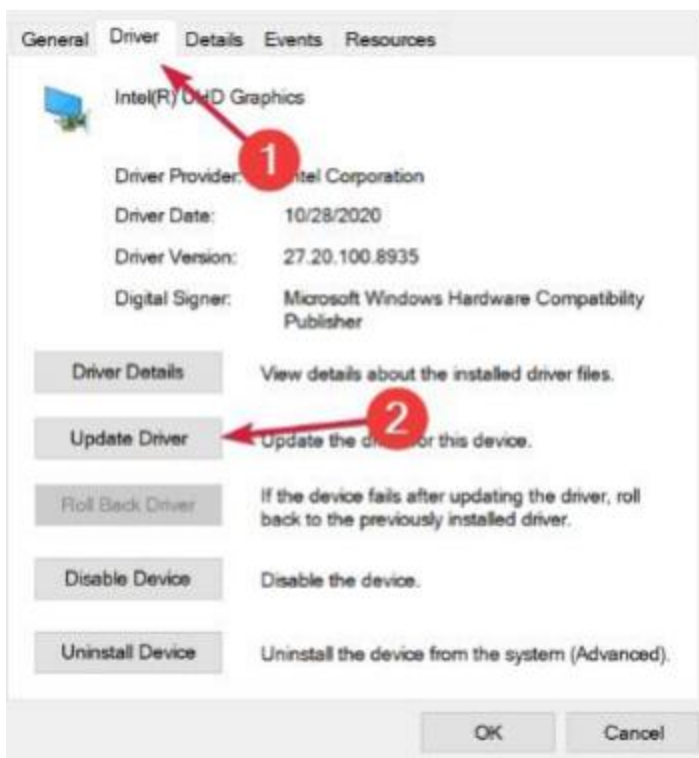 General Driver Details Events Resources
Intel(R) UHD Graphics
1
Driver Provider: Intel Corporation
Driver Date: 10/28/2020
Driver Version: 27.20.100.8935
Digital Signer: Microsoft Windows Hardware Compatibility
Publisher
Driver Details View details about the installed driver files.
2
Update Driver Update the driver for this device.
Roll Back Driver If the device fails after updating the driver, roll
back to the previously installed driver.
Disable Device Disable the device.
Uninstall Device Uninstall the device from the system (Advanced).
OK Cancel